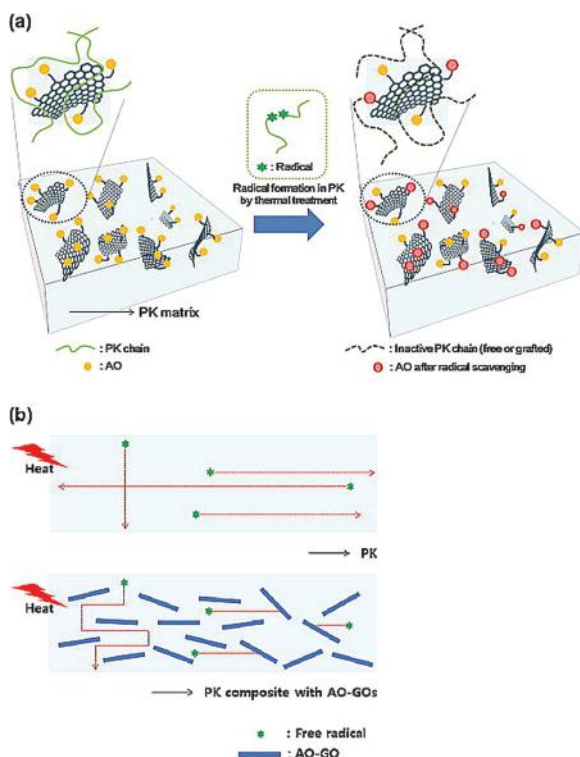 (a)
: Radical
Radical formation in PK
by thermal treatment
PK matrix
: PK chain
: AO
: Inactive PK chain (free or grafted)
: AO after radical scavenging
(b)
Heat
PK
Heat
PK composite with AO-GOs
: Free radical
: AO-GO